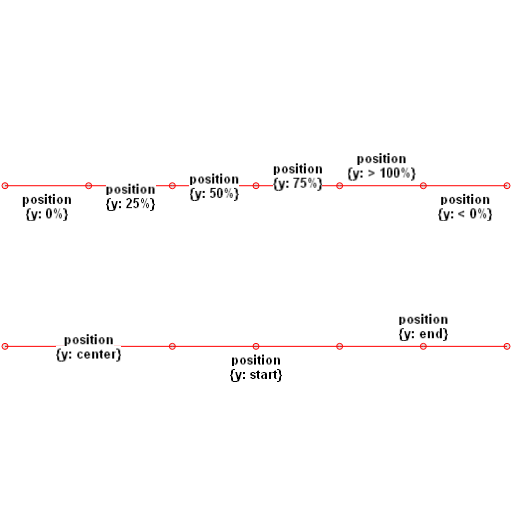 position
{y: 0%}
position
{y: 25%}
position
{y: 50%}
position
{y: 75%}
position
{y: > 100%}
position
{y: < 0%}
position
{y: center}
position
{y: start}
position
{y: end}